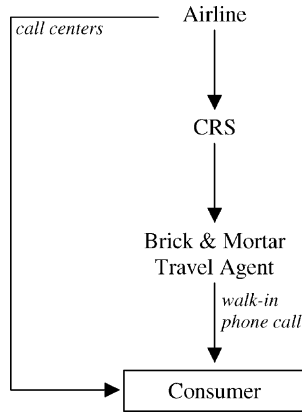 Airline
call centers
CRS
Brick & Mortar
Travel Agent
walk-in
phone call
Consumer